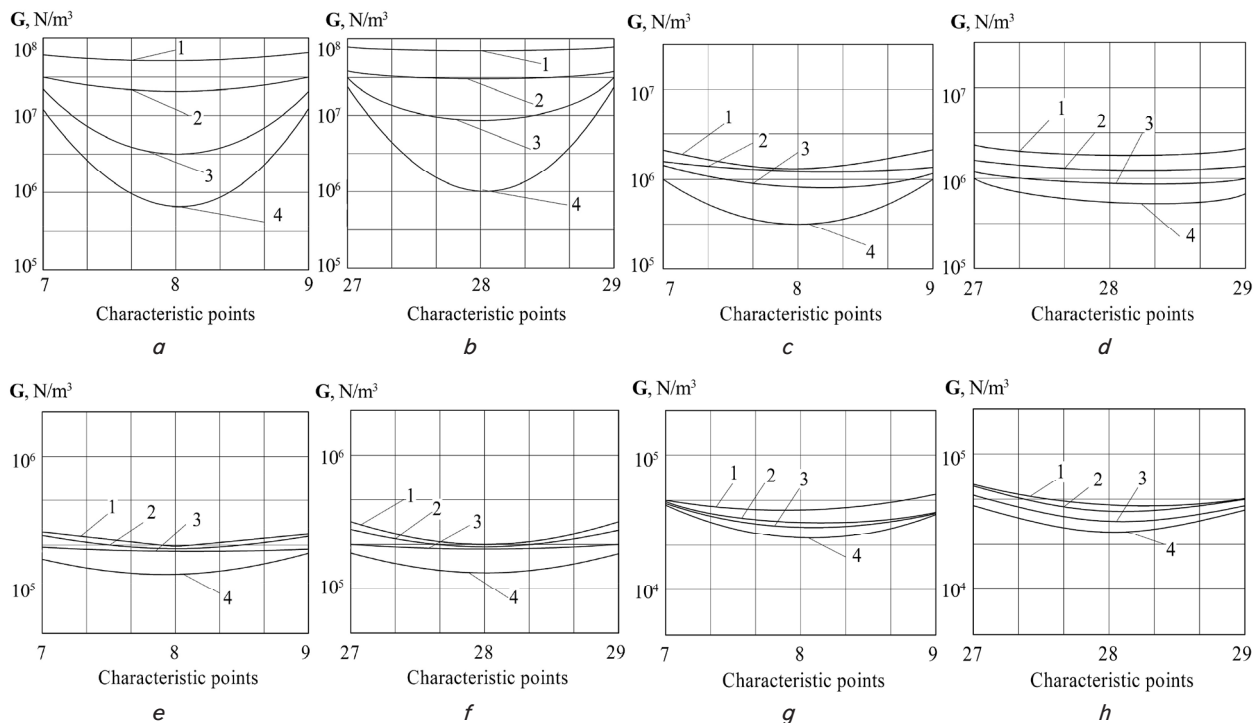 G, N/m³
10⁸
10⁷
10⁶
10⁵
1
2
3
4
7 8 9
Characteristic points
a
G, N/m³
10⁸
10⁷
10⁶
10⁵
1
2
3
4
27 28 29
Characteristic points
b
G, N/m³
10⁷
10⁶
10⁵
1
2
3
4
7 8 9
Characteristic points
c
G, N/m³
10⁷
10⁶
10⁵
1
2
3
4
27 28 29
Characteristic points
d
G, N/m³
10⁶
10⁵
1
2
3
4
7 8 9
Characteristic points
e
G, N/m³
10⁶
10⁵
1
2
3
4
27 28 29
Characteristic points
f
G, N/m³
10⁵
10⁴
1
2
3
4
7 8 9
Characteristic points
g
G, N/m³
10⁵
10⁴
1
2
3
4
27 28 29
Characteristic points
h